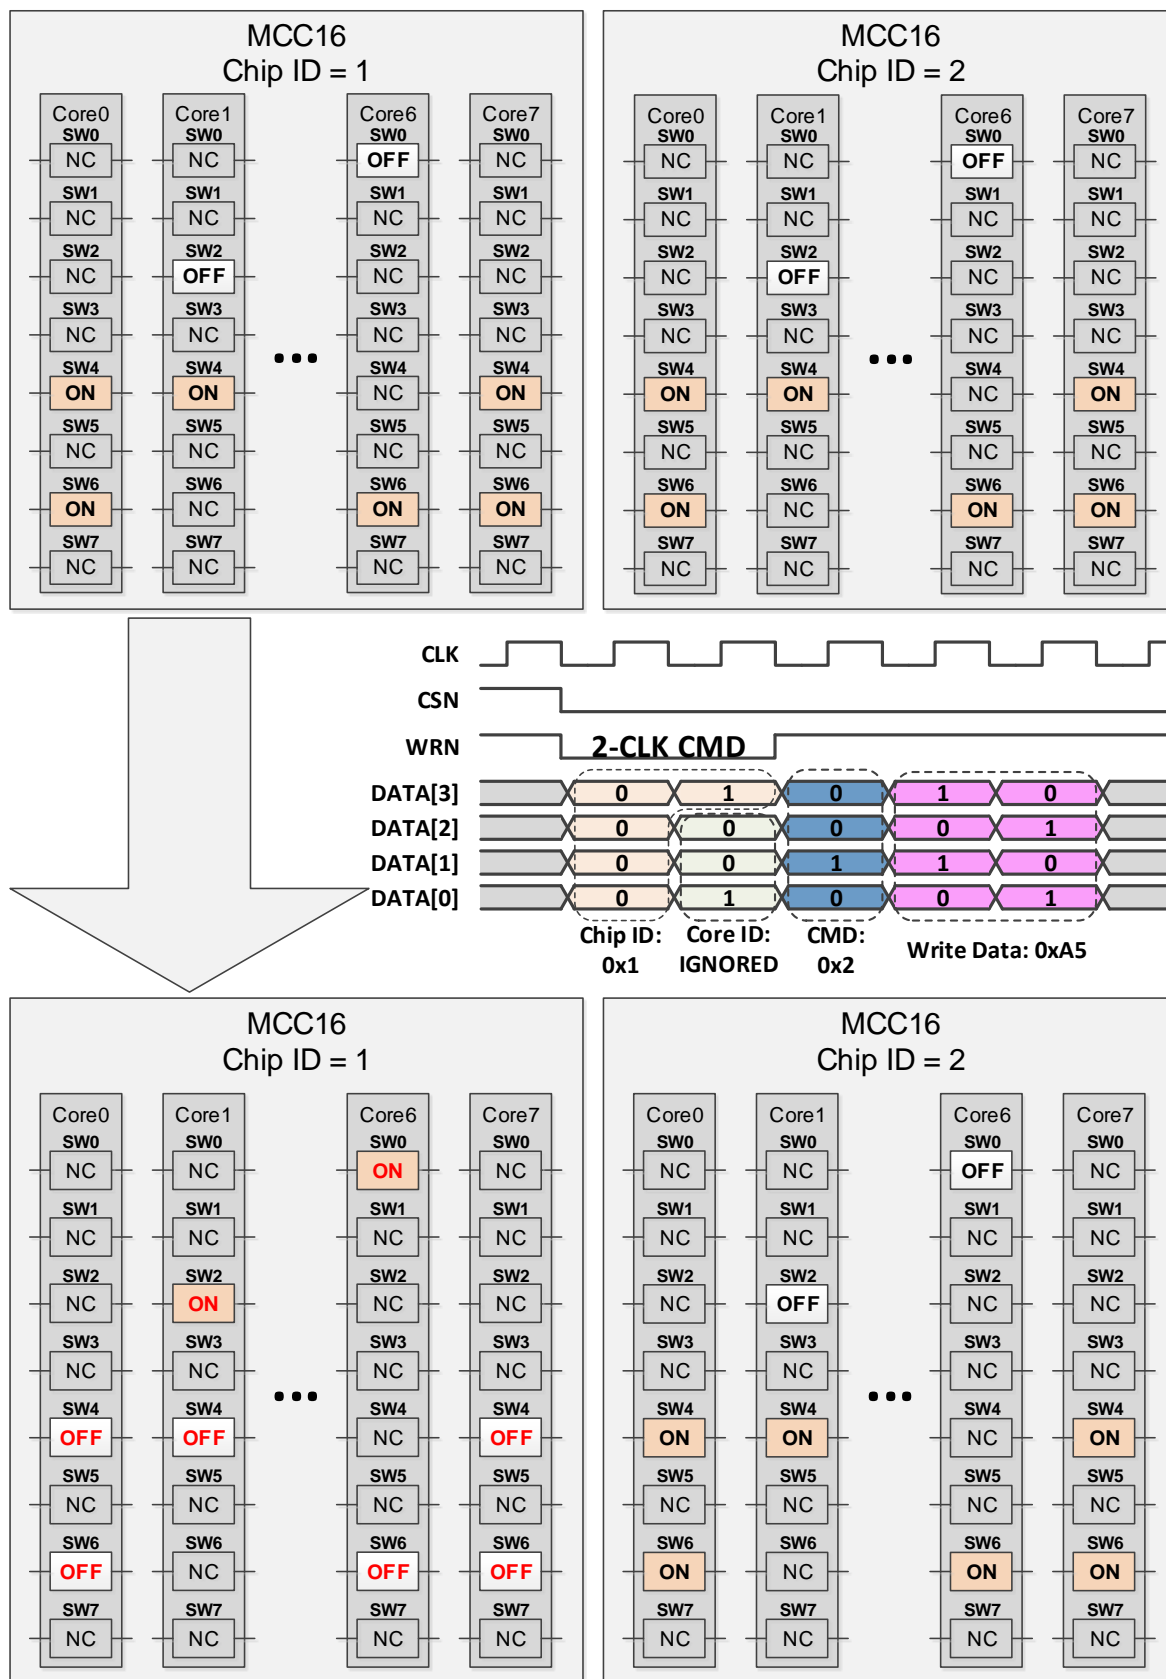 MCC16
Chip ID = 1
MCC16
Chip ID = 2
Core0 Core1 Core6 Core7 Core0 Core1 Core6 Core7
SW0 SW0 SW0 SW0 SW0 SW0 SW0 SW0
NC NC OFF NC NC NC OFF NC
SW1 SW1 SW1 SW1 SW1 SW1 SW1 SW1
NC NC NC NC NC NC NC NC
SW2 SW2 SW2 SW2 SW2 SW2 SW2 SW2
NC OFF NC NC NC OFF NC NC
SW3 SW3 SW3 SW3 SW3 SW3 SW3 SW3
NC NC NC NC NC NC NC NC
... ...
SW4 SW4 SW4 SW4 SW4 SW4 SW4 SW4
ON ON NC ON ON ON NC ON
SW5 SW5 SW5 SW5 SW5 SW5 SW5 SW5
NC NC NC NC NC NC NC NC
SW6 SW6 SW6 SW6 SW6 SW6 SW6 SW6
ON NC ON ON ON NC ON ON
SW7 SW7 SW7 SW7 SW7 SW7 SW7 SW7
NC NC NC NC NC NC NC NC
CLK
CSN
WRN 2-CLK CMD
DATA[3] 0 1 0 1 0
DATA[2] 0 0 0 0 1
DATA[1] 0 0 1 1 0
DATA[0] 0 1 0 0 1
Chip ID: 0x1
Core ID: IGNORED
CMD: 0x2
Write Data: 0xA5
MCC16
Chip ID = 1
MCC16
Chip ID = 2
Core0 Core1 Core6 Core7 Core0 Core1 Core6 Core7
SW0 SW0 SW0 SW0 SW0 SW0 SW0 SW0
NC NC ON NC NC NC OFF NC
SW1 SW1 SW1 SW1 SW1 SW1 SW1 SW1
NC NC NC NC NC NC NC NC
SW2 SW2 SW2 SW2 SW2 SW2 SW2 SW2
NC ON NC NC NC OFF NC NC
SW3 SW3 SW3 SW3 SW3 SW3 SW3 SW3
NC NC NC NC NC NC NC NC
... ...
SW4 SW4 SW4 SW4 SW4 SW4 SW4 SW4
OFF OFF NC OFF ON ON NC ON
SW5 SW5 SW5 SW5 SW5 SW5 SW5 SW5
NC NC NC NC NC NC NC NC
SW6 SW6 SW6 SW6 SW6 SW6 SW6 SW6
OFF NC OFF OFF ON NC ON ON
SW7 SW7 SW7 SW7 SW7 SW7 SW7 SW7
NC NC NC NC NC NC NC NC